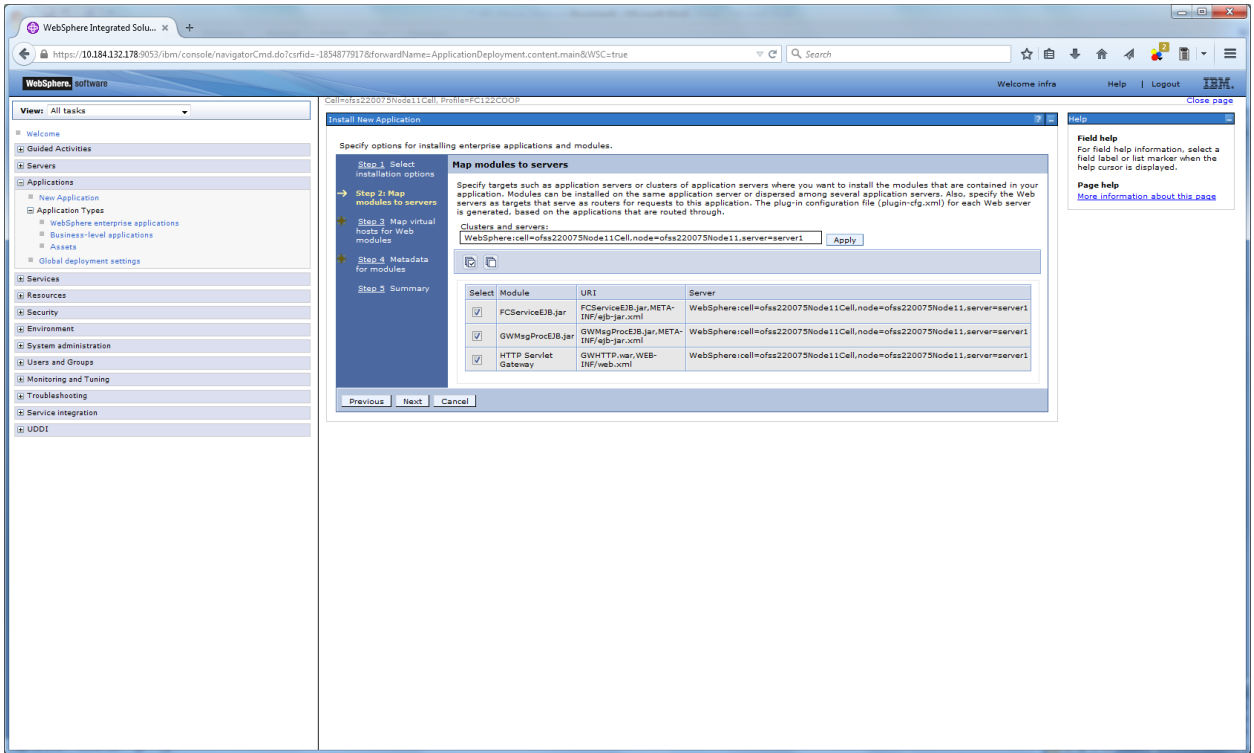 WebSphere Integrated Solu...
https://10.184.132.178:9053/ibm/console/navigatorCmd.do?csrfid=-1854877917&forwardName=ApplicationDeployment.content.main&WSC=true
Search
2
WebSphere. software
Welcome infra
Help | Logout
IBM.
View: All tasks
Welcome
Guided Activities
Servers
Applications
New Application
Application Types
WebSphere enterprise applications
Business-level applications
Assets
Global deployment settings
Services
Resources
Security
Environment
System administration
Users and Groups
Monitoring and Tuning
Troubleshooting
Service integration
UDDI
Cell=ofss220075Node11Cell, Profile=FC122COOP
Close page
Install New Application
?
Specify options for installing enterprise applications and modules.
Step 1 Select
installation options
Step 2: Map
modules to servers
Step 3 Map virtual
hosts for Web
modules
Step 4 Metadata
for modules
Step 5 Summary
Map modules to servers
Specify targets such as application servers or clusters of application servers where you want to install the modules that are contained in your
application. Modules can be installed on the same application server or dispersed among several application servers. Also, specify the Web
servers as targets that serve as routers for requests to this application. The plug-in configuration file (plugin-cfg.xml) for each Web server
is generated, based on the applications that are routed through.
Clusters and servers:
WebSphere:cell=ofss220075Node11Cell,node=ofss220075Node11,server=server1
Apply
Select Module URI Server
FCServiceEJB.jar FCServiceEJB.jar,META-INF/ejb-jar.xml WebSphere:cell=ofss220075Node11Cell,node=ofss220075Node11,server=server1
GWMsgProcEJB.jar GWMsgProcEJB.jar,META-INF/ejb-jar.xml WebSphere:cell=ofss220075Node11Cell,node=ofss220075Node11,server=server1
HTTP Servlet Gateway GWHTTP.war,WEB-INF/web.xml WebSphere:cell=ofss220075Node11Cell,node=ofss220075Node11,server=server1
Previous Next Cancel
Help
Field help
For field help information, select a
field label or list marker when the
help cursor is displayed.
Page help
More information about this page